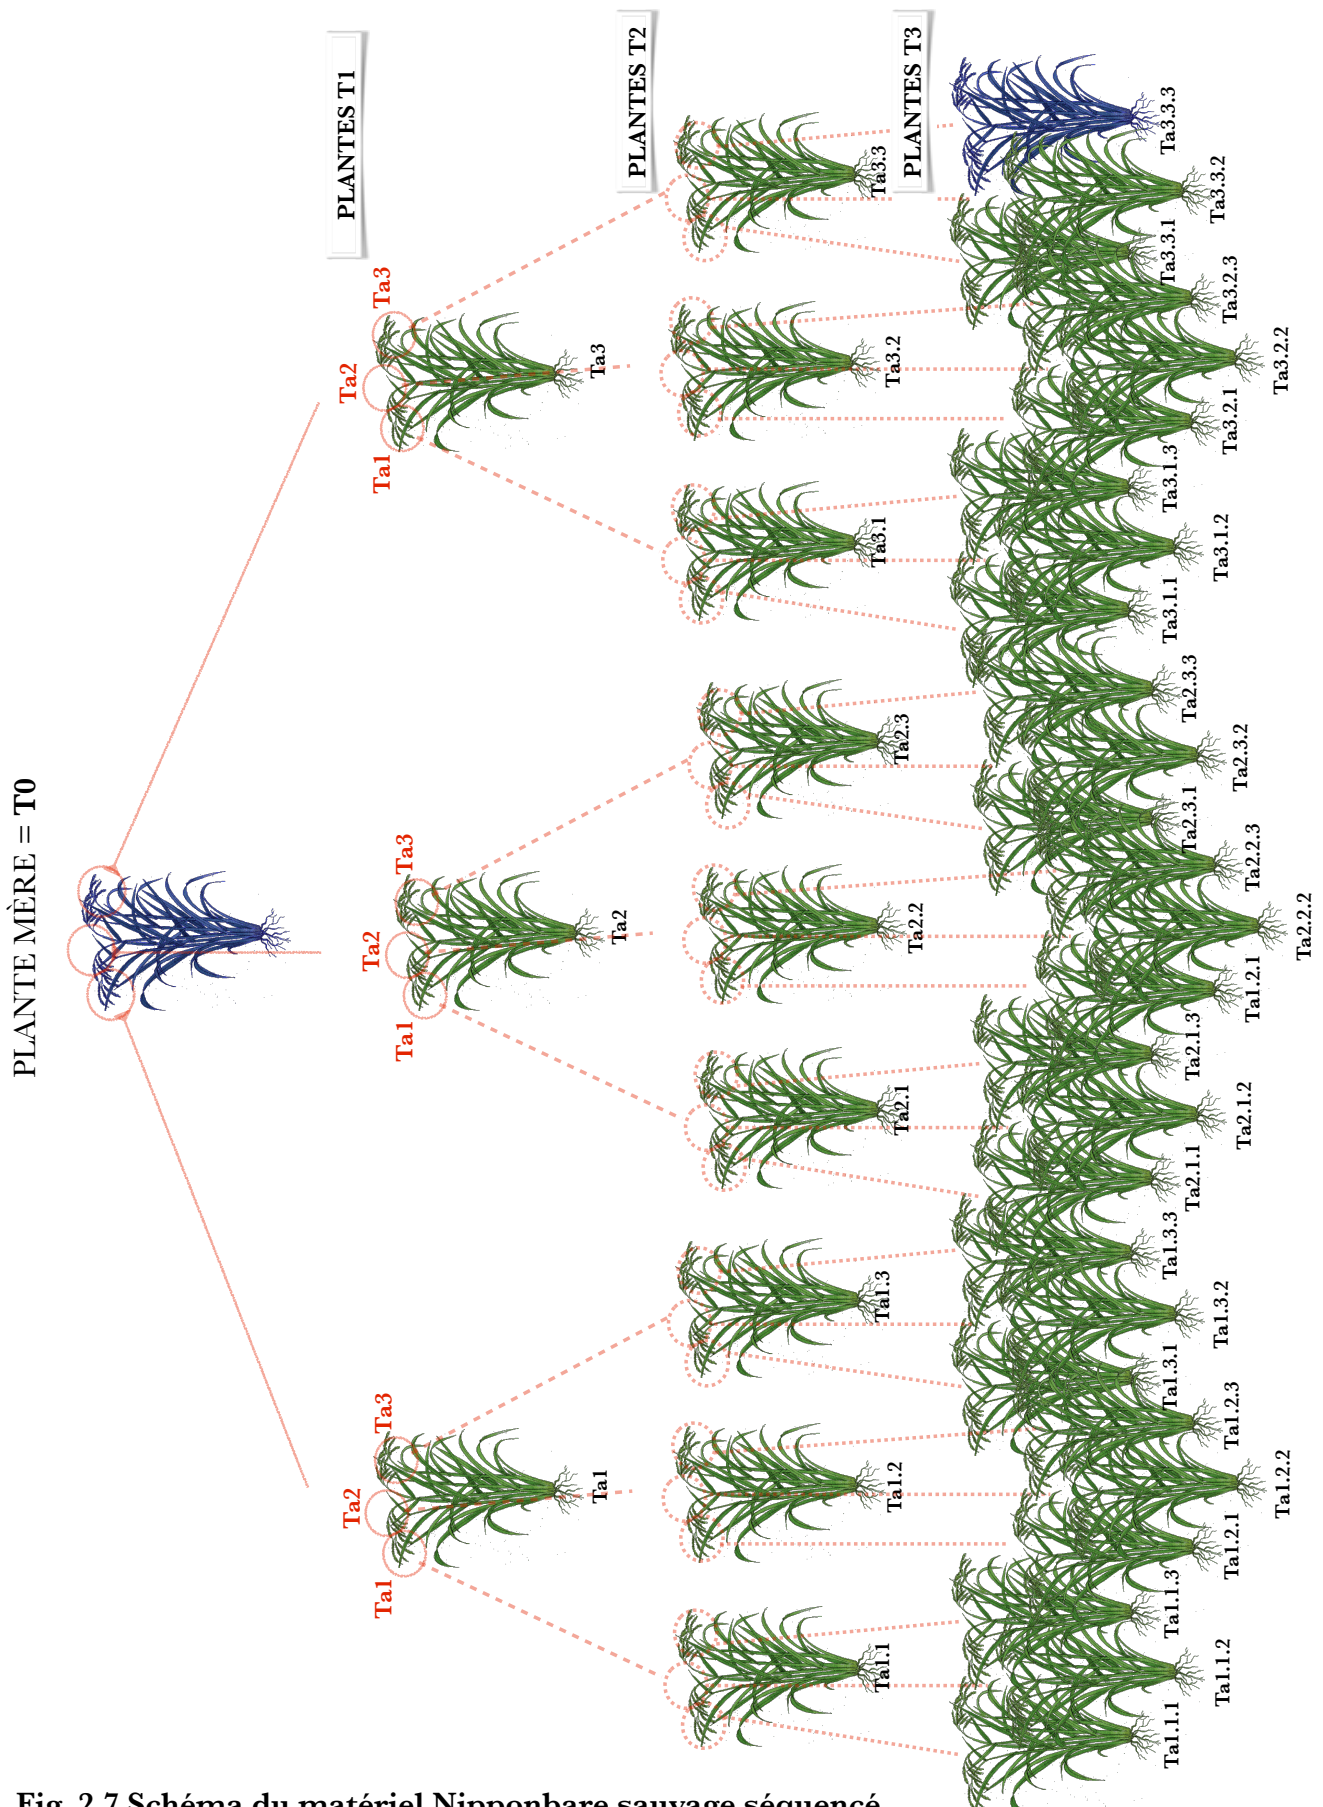 PLANTE MÈRE = T0
PLANTES T1
Ta1
Ta2
Ta3
Ta1
Ta2
Ta3
Ta1
Ta2
Ta3
Ta1
Ta2
Ta3
PLANTES T2
Ta1.1
Ta1.2
Ta1.3
Ta2.1
Ta2.2
Ta2.3
Ta3.1
Ta3.2
Ta3.3
PLANTES T3
Ta1.1.1
Ta1.1.2
Ta1.1.3
Ta1.2.1
Ta1.2.2
Ta1.2.3
Ta1.3.1
Ta1.3.2
Ta1.3.3
Ta2.1.1
Ta2.1.2
Ta2.1.3
Ta1.2.1
Ta2.2.2
Ta2.2.3
Ta2.3.1
Ta2.3.2
Ta2.3.3
Ta3.1.1
Ta3.1.2
Ta3.1.3
Ta3.2.1
Ta3.2.2
Ta3.2.3
Ta3.3.1
Ta3.3.2
Ta3.3.3
Fig. 2.7 Schéma du matériel Nipponbare sauvage séquencé